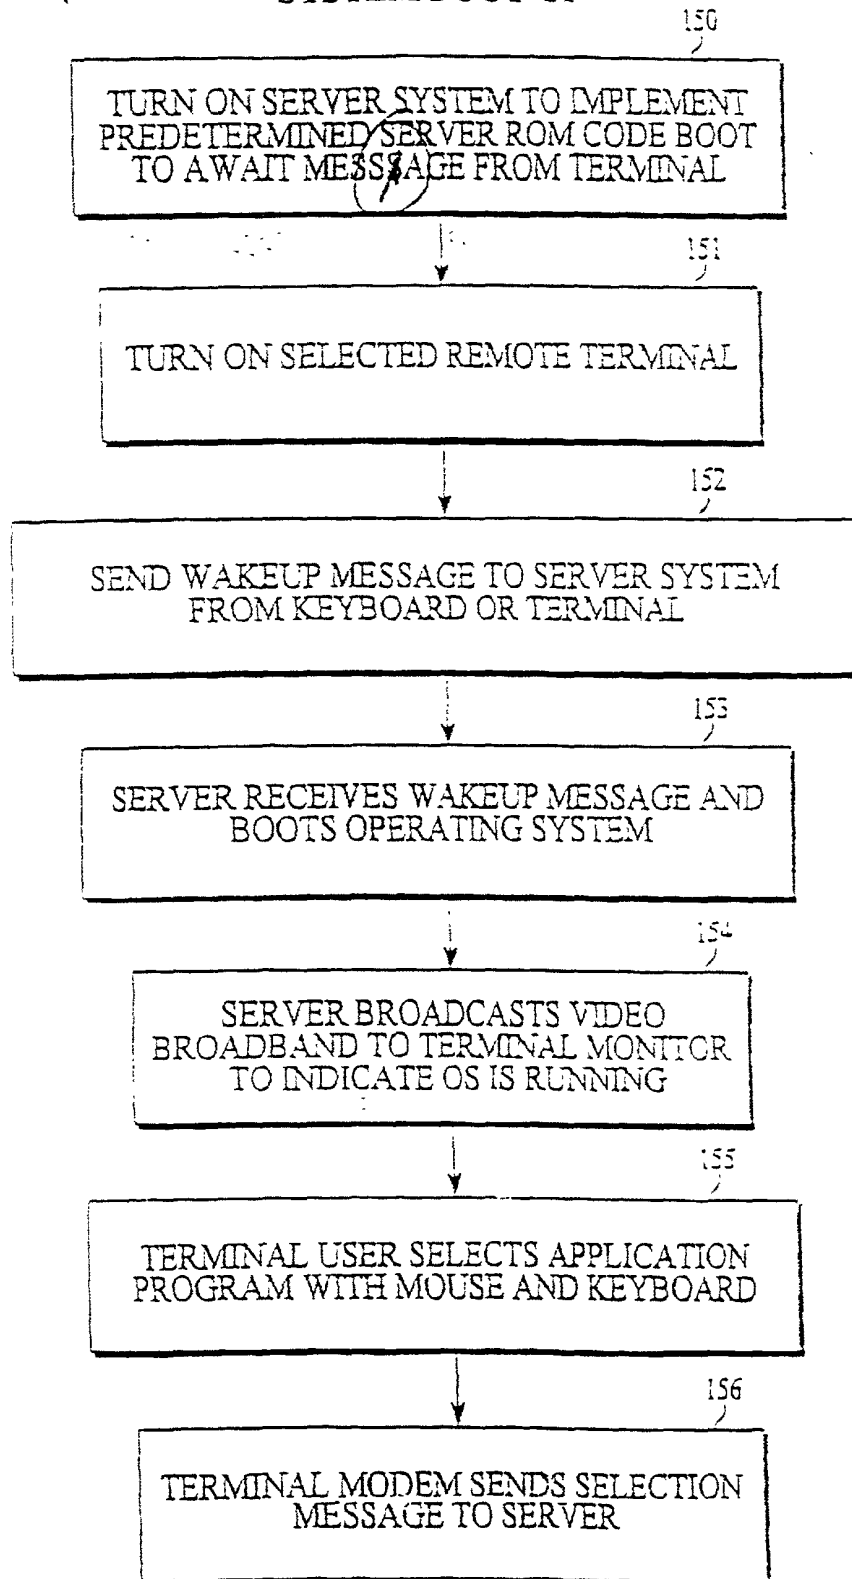 150
TURN ON SERVER SYSTEM TO IMPLEMENT
PREDETERMINED SERVER ROM CODE BOOT
TO AWAIT MESSSAGE FROM TERMINAL
151
TURN ON SELECTED REMOTE TERMINAL
152
SEND WAKEUP MESSAGE TO SERVER SYSTEM
FROM KEYBOARD OR TERMINAL
153
SERVER RECEIVES WAKEUP MESSAGE AND
BOOTS OPERATING SYSTEM
154
SERVER BROADCASTS VIDEO
BROADBAND TO TERMINAL MONITOR
TO INDICATE OS IS RUNNING
155
TERMINAL USER SELECTS APPLICATION
PROGRAM WITH MOUSE AND KEYBOARD
156
TERMINAL MODEM SENDS SELECTION
MESSAGE TO SERVER